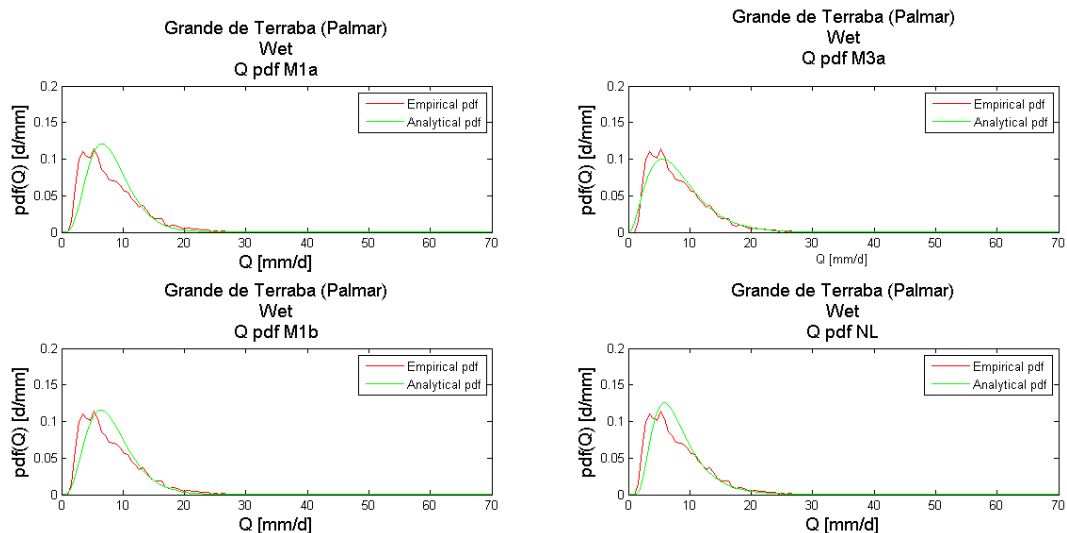 Grande de Terraba (Palmar)
Wet
Q pdf M1a
0.2
0.15
0.1
0.05
0
pdf(Q) [d/mm]
Empirical pdf
Analytical pdf
0 10 20 30 40 50 60 70
Q [mm/d]
Grande de Terraba (Palmar)
Wet
Q pdf M3a
0.2
0.15
0.1
0.05
0
pdf(Q) [d/mm]
Empirical pdf
Analytical pdf
0 10 20 30 40 50 60 70
Q [mm/d]
Grande de Terraba (Palmar)
Wet
Q pdf M1b
0.2
0.15
0.1
0.05
0
pdf(Q) [d/mm]
Empirical pdf
Analytical pdf
0 10 20 30 40 50 60 70
Q [mm/d]
Grande de Terraba (Palmar)
Wet
Q pdf NL
0.2
0.15
0.1
0.05
0
pdf(Q) [d/mm]
Empirical pdf
Analytical pdf
0 10 20 30 40 50 60 70
Q [mm/d]